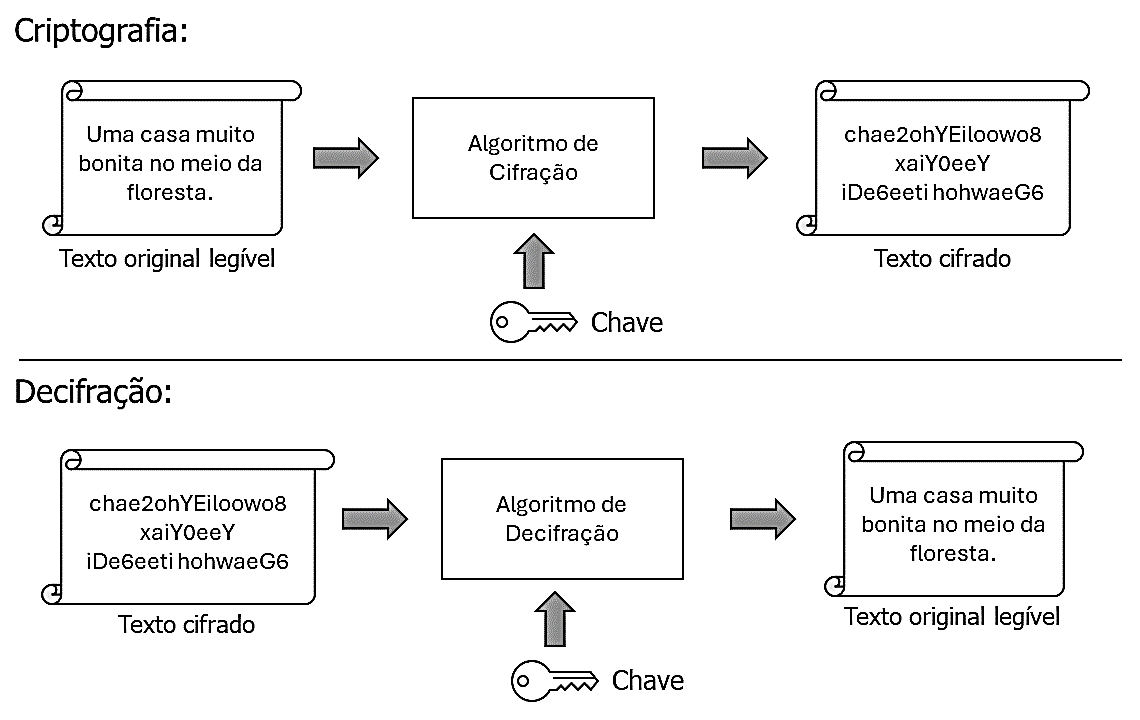 Criptografia:
Uma casa muito
bonita no meio da
floresta.
Texto original legível
Algoritmo de
Cifração
Chave
chae2ohYEiloowo8
xaiY0eeY
iDe6eeti hohwaeG6
Texto cifrado
Decifração:
chae2ohYEiloowo8
xaiY0eeY
iDe6eeti hohwaeG6
Texto cifrado
Algoritmo de
Decifração
Chave
Uma casa muito
bonita no meio da
floresta.
Texto original legível